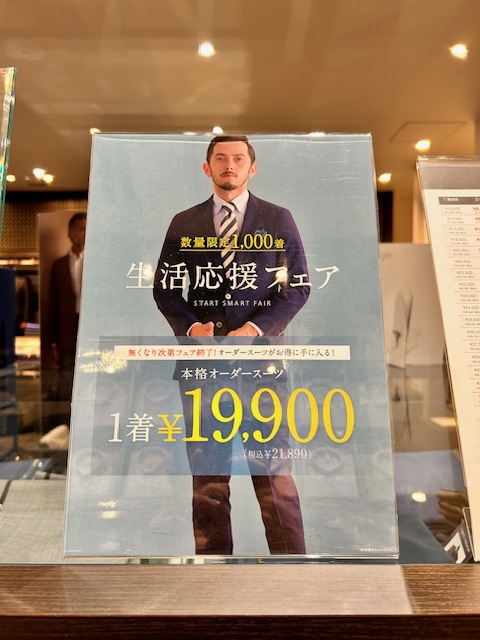 数量限定1,000着
生活応援フェア
START SMART FAIR
無くなり次第フェア終了!オーダースーツがお得に手に入る!
本格オーダースーツ
1着¥19,900
(税込¥21,890)